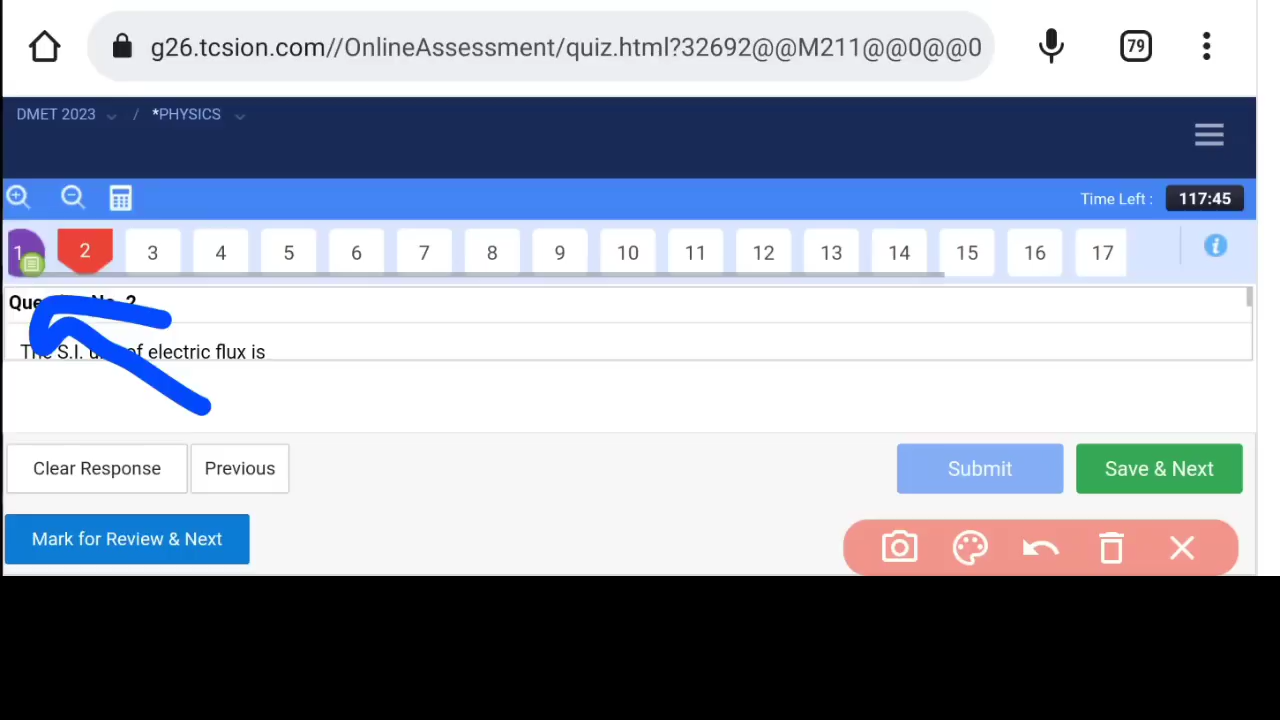 g26.tcsion.com//OnlineAssessment/quiz.html?32692@@M211@@0@@0
79
DMET 2023 / *PHYSICS
Time Left : 117:45
1 2 3 4 5 6 7 8 9 10 11 12 13 14 15 16 17
2
The S.I. of electric flux is
Clear Response Previous Submit Save & Next
Mark for Review & Next